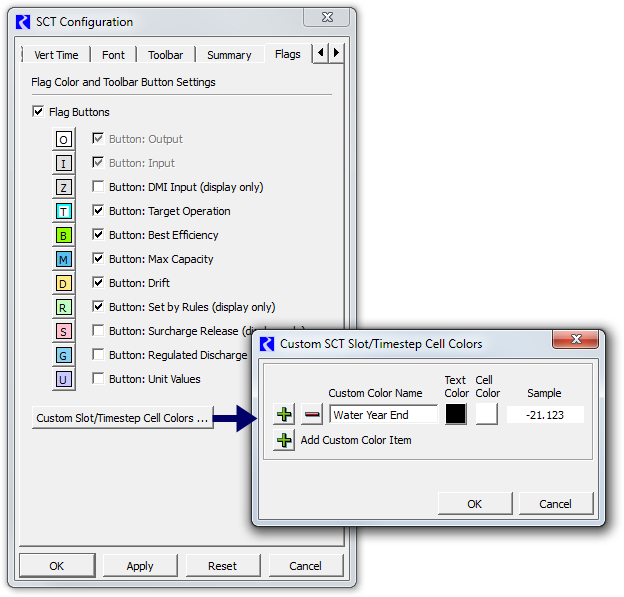 SCT Configuration
Vert Time
Font
Toolbar
Summary
Flags
Flag Color and Toolbar Button Settings
Flag Buttons
O Button: Output
I Button: Input
Z Button: DMI Input (display only)
T Button: Target Operation
B Button: Best Efficiency
M Button: Max Capacity
D Button: Drift
R Button: Set by Rules (display only)
S Button: Surcharge Release (display only)
G Button: Regulated Discharge
U Button: Unit Values
Custom Slot/Timestep Cell Colors ...
OK
Apply
Reset
Cancel
Custom SCT Slot/Timestep Cell Colors
Custom Color Name
Text Color
Cell Color
Sample
Water Year End
-21.123
Add Custom Color Item
OK
Cancel